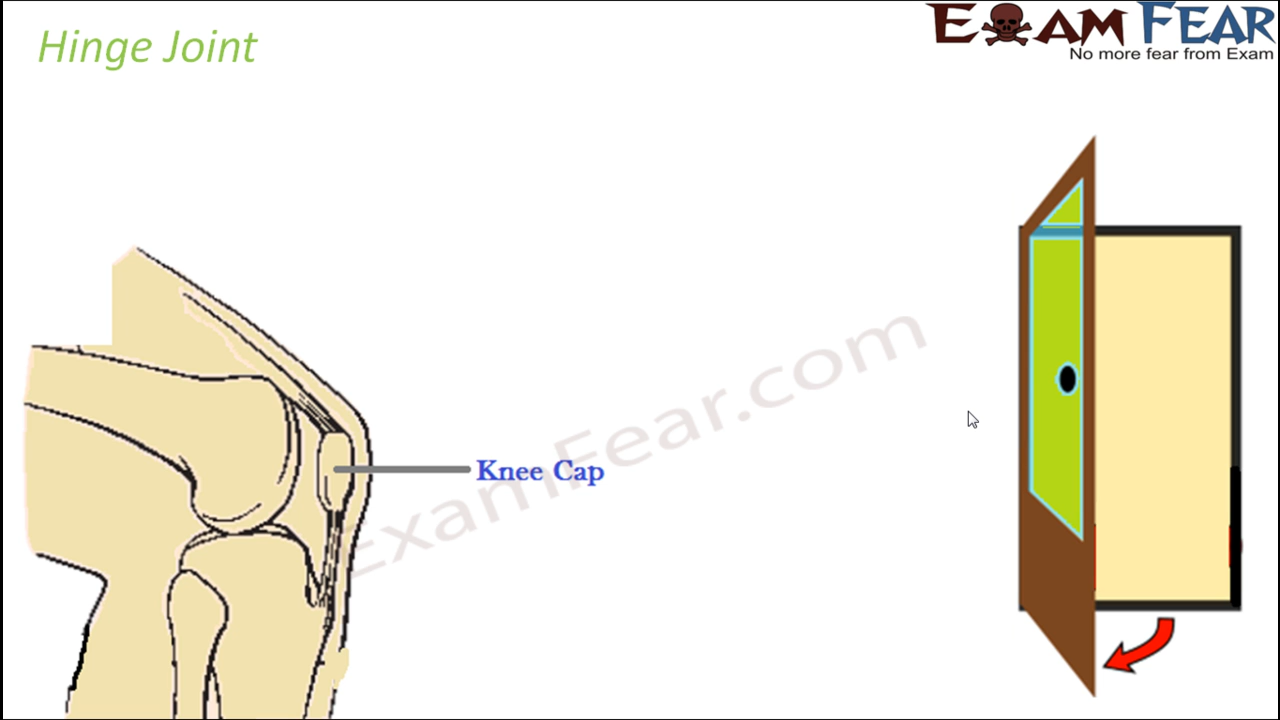 Hinge Joint
EXAM FEAR
No more fear from Exam
Knee Cap
ExamFear.com